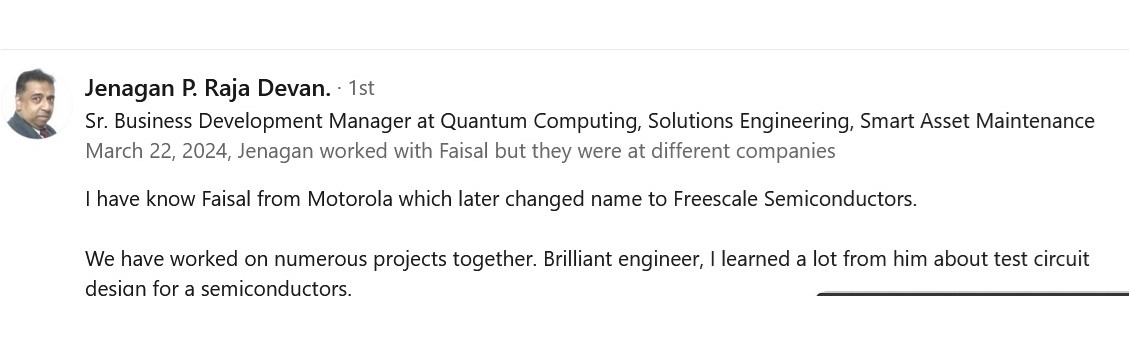 Jenagan P. Raja Devan. · 1st
Sr. Business Development Manager at Quantum Computing, Solutions Engineering, Smart Asset Maintenance
March 22, 2024, Jenagan worked with Faisal but they were at different companies
I have know Faisal from Motorola which later changed name to Freescale Semiconductors.
We have worked on numerous projects together. Brilliant engineer, I learned a lot from him about test circuit
design for a semiconductors.